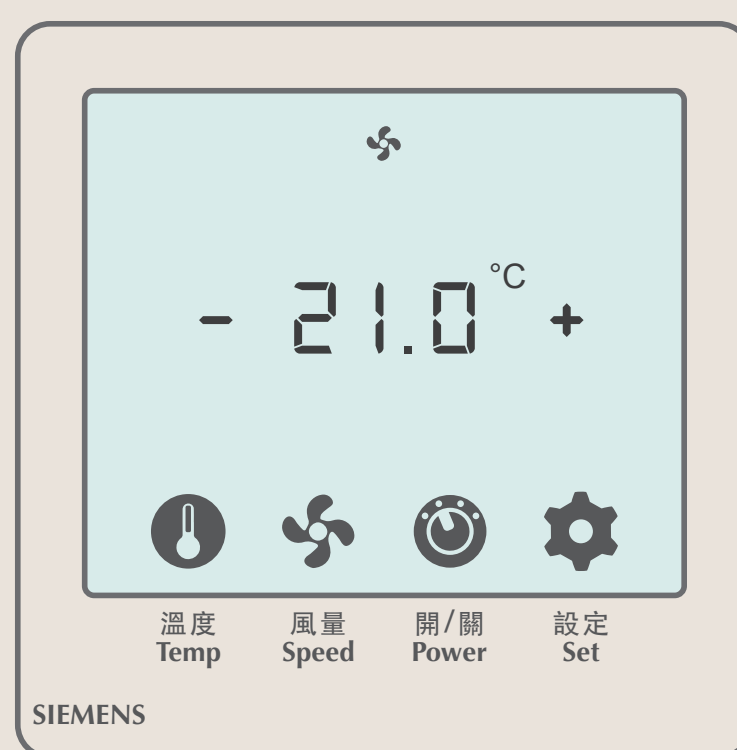 - 21.0 °C +
溫度 風量 開/關 設定
Temp Speed Power Set
SIEMENS